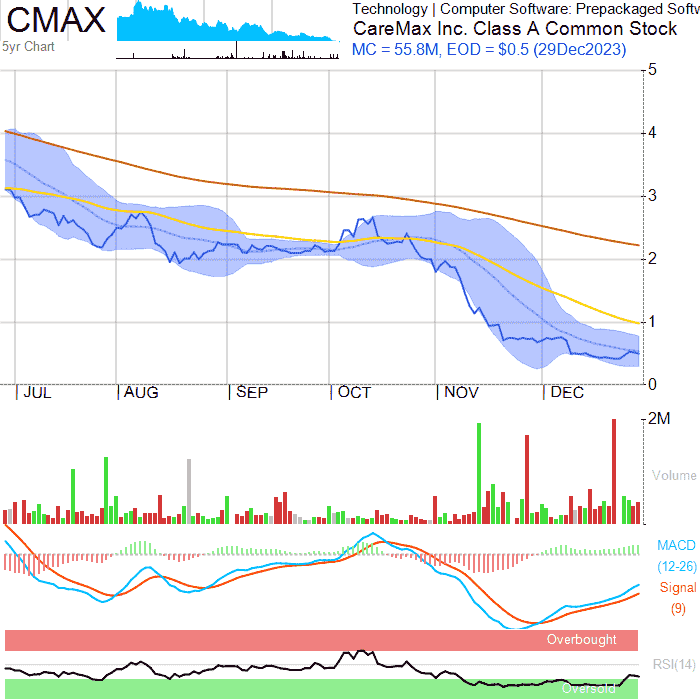 CMAX
5yr Chart
Technology | Computer Software: Prepackaged Softw
CareMax Inc. Class A Common Stock
MC = 55.8M, EOD = $0.5 (29Dec2023)
5
4
3
2
1
0
JUL AUG SEP OCT NOV DEC
2M
Volume
MACD
(12-26)
Signal
(9)
Overbought
RSI(14)
Oversold